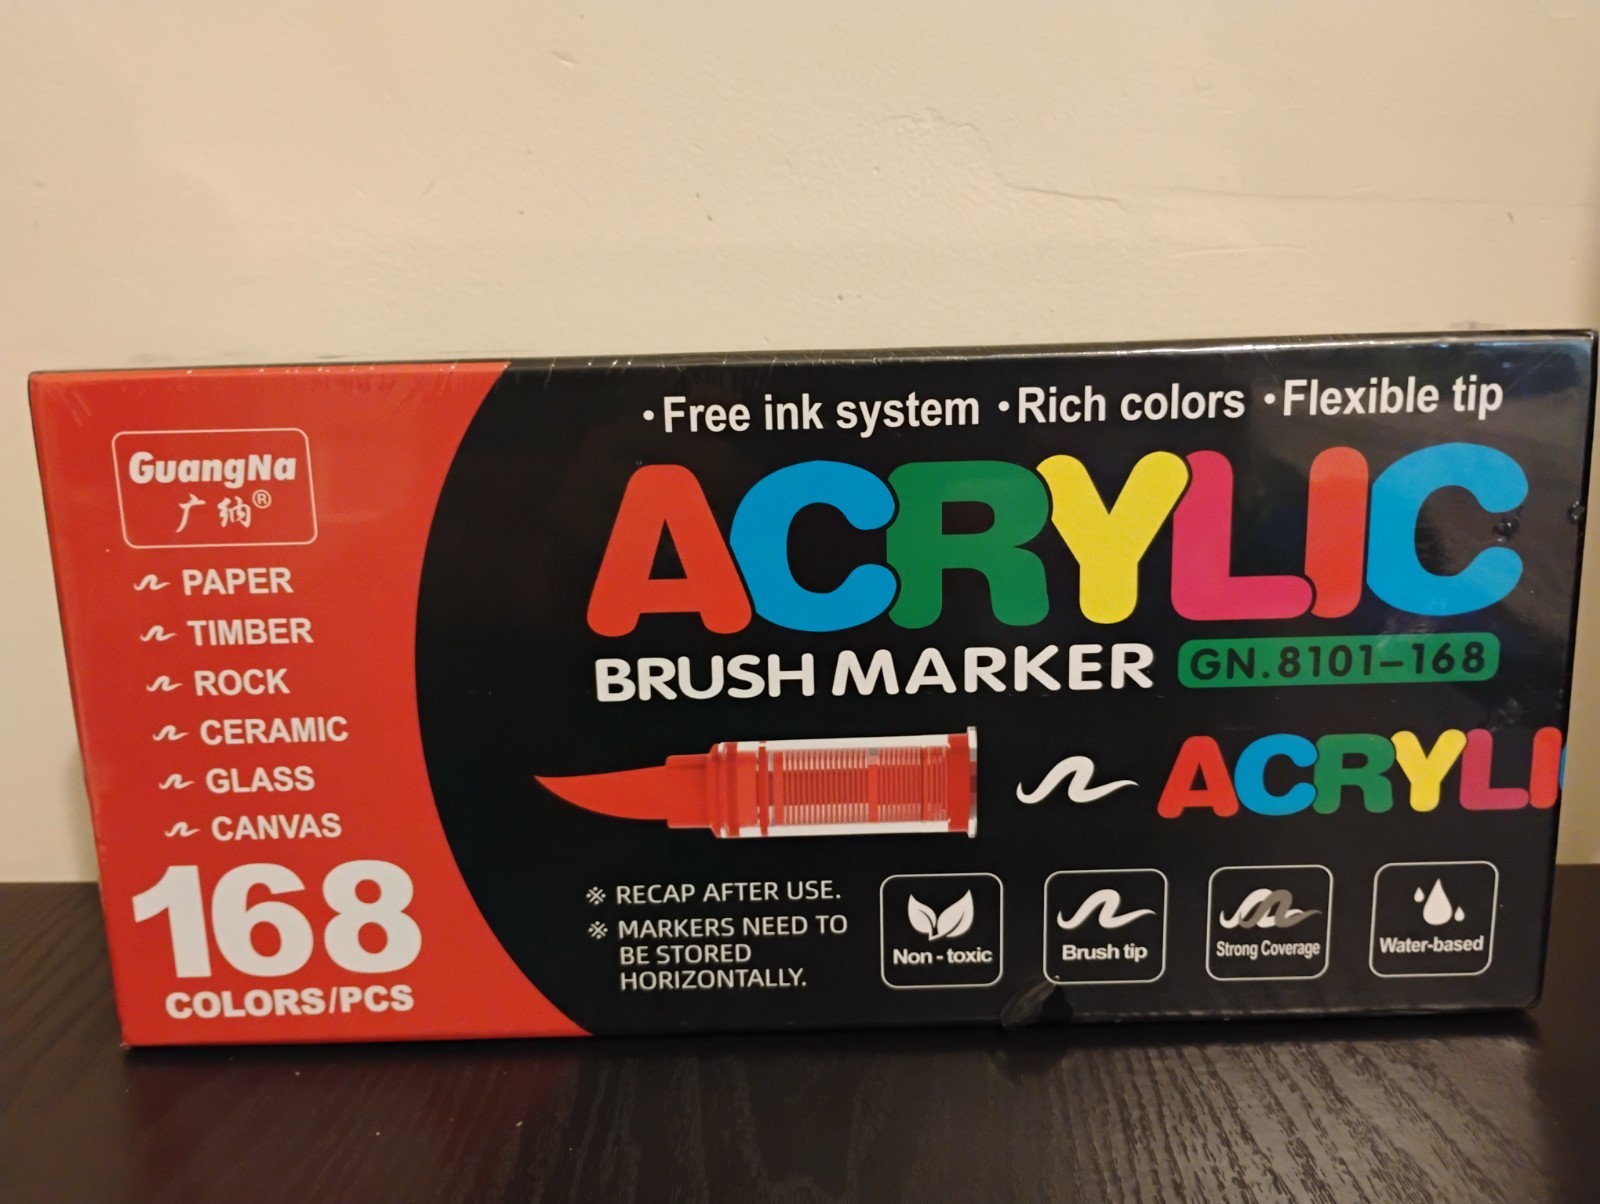 GuangNa
广纳®
PAPER
TIMBER
ROCK
CERAMIC
GLASS
CANVAS
168
COLORS/PCS
·Free ink system ·Rich colors ·Flexible tip
ACRYLIC
BRUSH MARKER GN.8101-168
ACRYLI
※ RECAP AFTER USE.
※ MARKERS NEED TO
BE STORED
HORIZONTALLY.
Non-toxic
Brush tip
Strong Coverage
Water-based